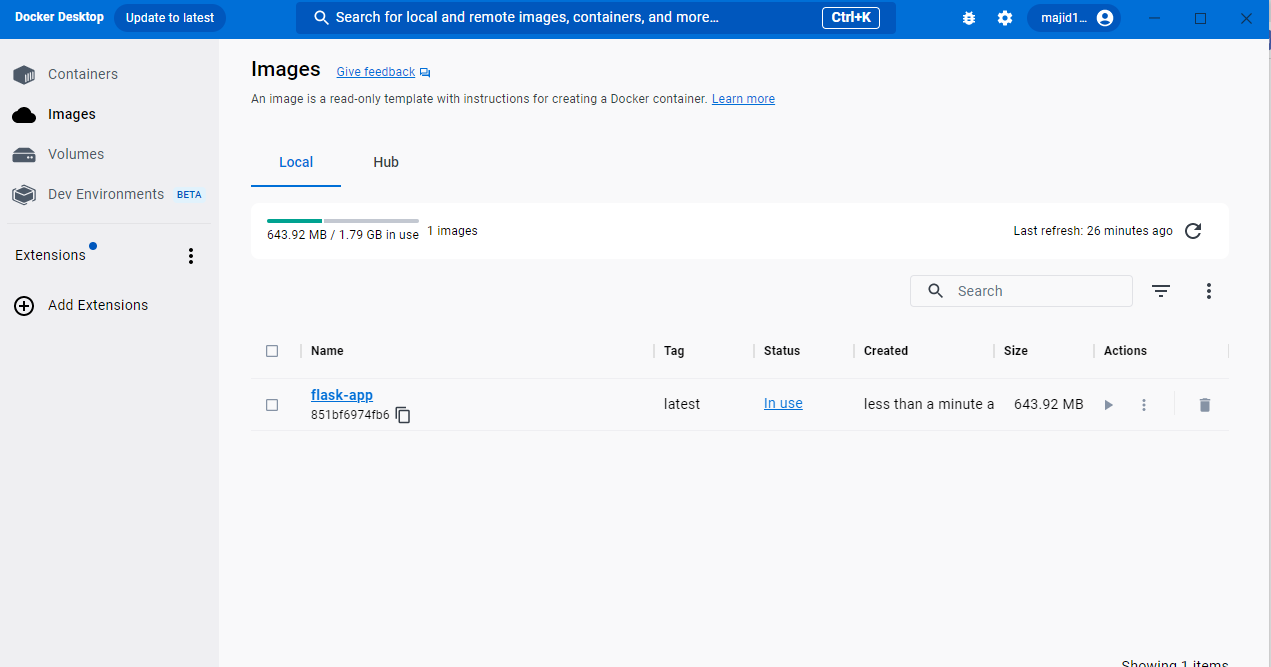 Docker Desktop Update to latest Search for local and remote images, containers, and more... Ctrl+K majid1...
Containers
Images
Volumes
Dev Environments BETA
Extensions
Add Extensions
Images Give feedback
An image is a read-only template with instructions for creating a Docker container. Learn more
Local Hub
643.92 MB / 1.79 GB in use 1 images Last refresh: 26 minutes ago
Search
Name Tag Status Created Size Actions
flask-app
851bf6974fb6 latest In use less than a minute a 643.92 MB
Showing 1 items